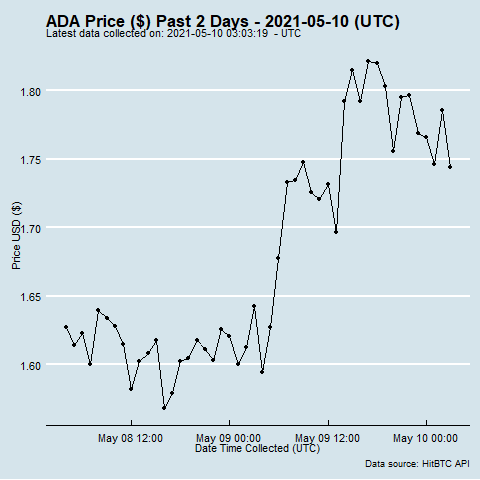 ADA Price ($) Past 2 Days - 2021-05-10 (UTC)
Latest data collected on: 2021-05-10 03:03:19 - UTC
1.80
1.75
1.70
1.65
1.60
Price USD ($)
May 08 12:00 May 09 00:00 May 09 12:00 May 10 00:00
Date Time Collected (UTC)
Data source: HitBTC API